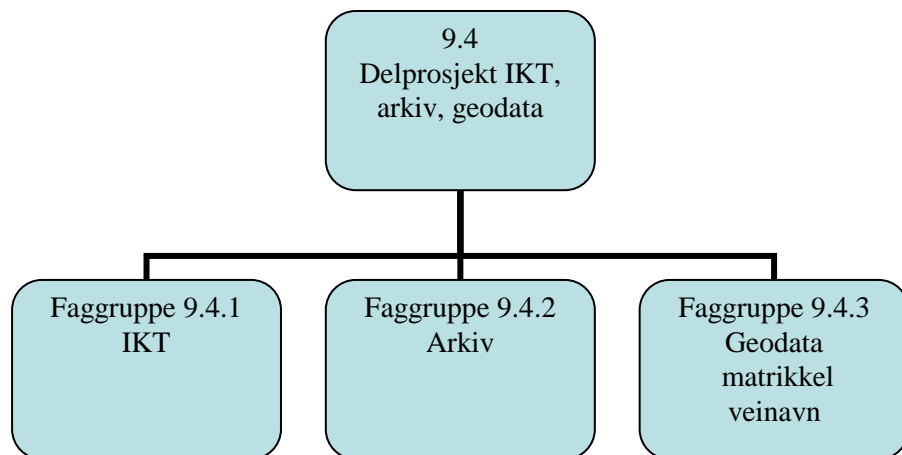 9.4
Delprosjekt IKT,
arkiv, geodata
Faggruppe 9.4.1
IKT
Faggruppe 9.4.2
Arkiv
Faggruppe 9.4.3
Geodata
matrikkel
veinavn